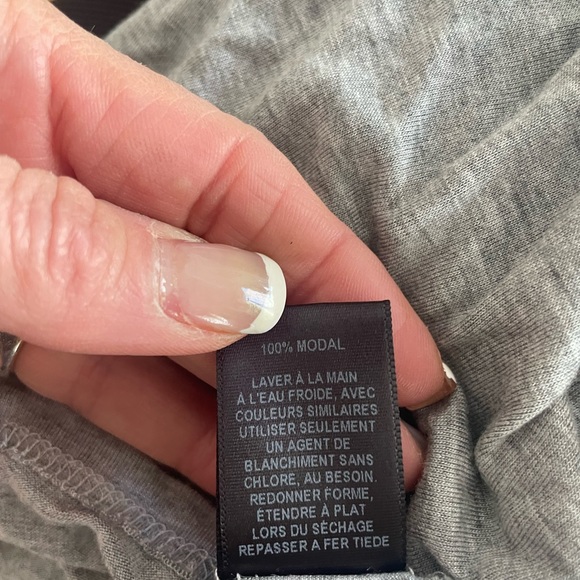 100% MODAL
LAVER À LA MAIN
À L'EAU FROIDE, AVEC
COULEURS SIMILAIRES
UTILISER SEULEMENT
UN AGENT DE
BLANCHIMENT SANS
CHLORE, AU BESOIN.
REDONNER FORME,
ÉTENDRE À PLAT
LORS DU SÉCHAGE
REPASSER A FER TIEDE